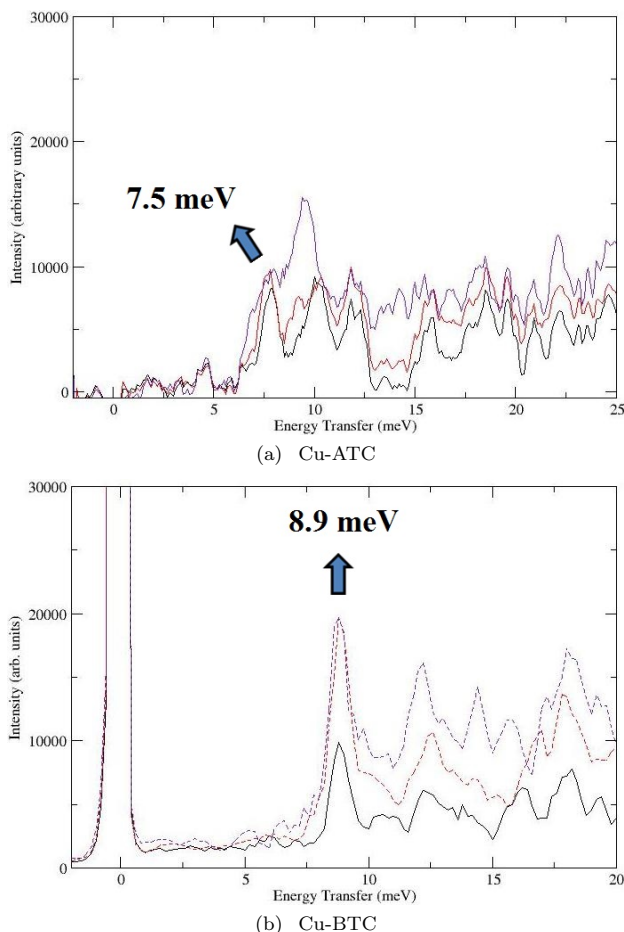 30000
20000
10000
0
Intensity (arbitrary units)
7.5 meV
0 5 10 15 20 25
Energy Transfer (meV)
(a) Cu-ATC
30000
20000
10000
0
Intensity (arb. units)
8.9 meV
0 5 10 15 20
Energy Transfer (meV)
(b) Cu-BTC